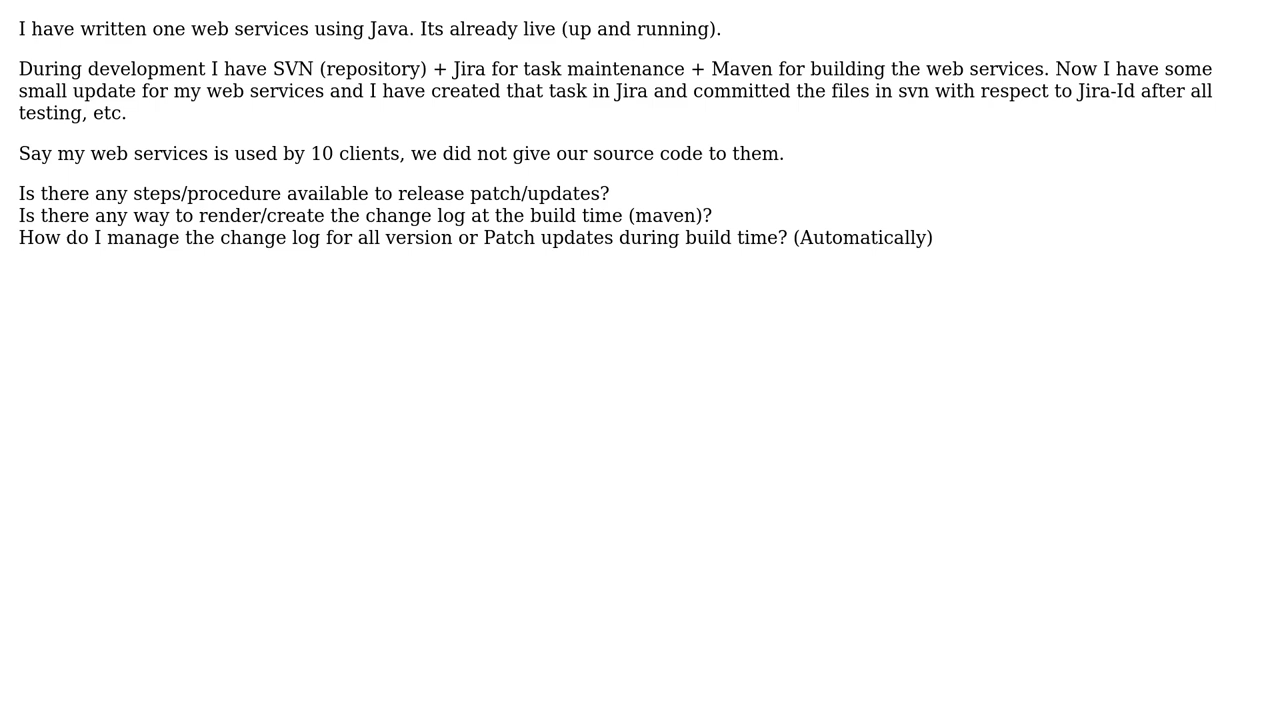 I have written one web services using Java. Its already live (up and running).
During development I have SVN (repository) + Jira for task maintenance + Maven for building the web services. Now I have some
small update for my web services and I have created that task in Jira and committed the files in svn with respect to Jira-Id after all
testing, etc.
Say my web services is used by 10 clients, we did not give our source code to them.
Is there any steps/procedure available to release patch/updates?
Is there any way to render/create the change log at the build time (maven)?
How do I manage the change log for all version or Patch updates during build time? (Automatically)